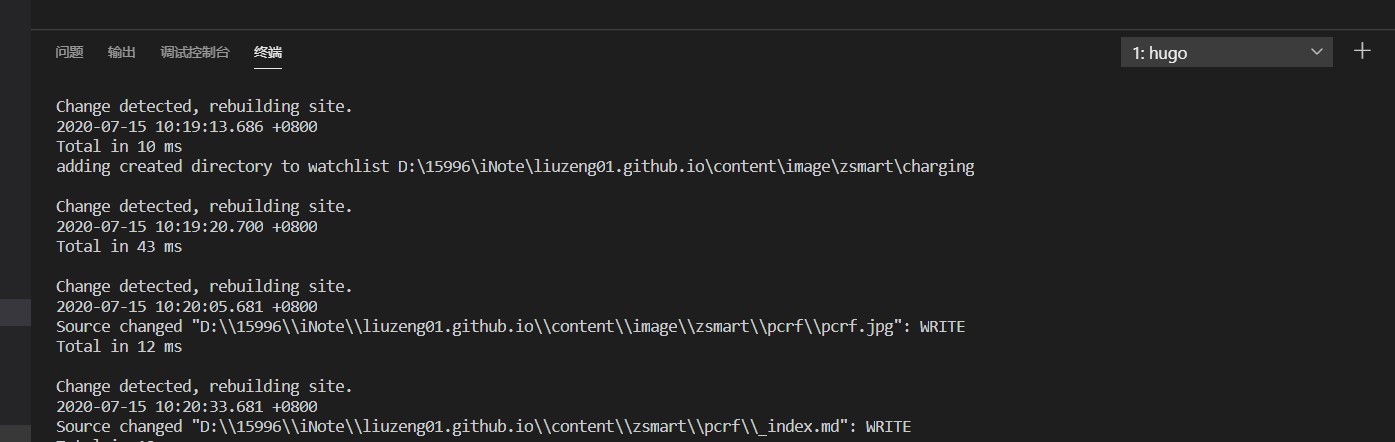 问题 输出 调试控制台 终端 1: hugo
Change detected, rebuilding site.
2020-07-15 10:19:13.686 +0800
Total in 10 ms
adding created directory to watchlist D:\15996\iNote\liuzeng01.github.io\content\image\zsmart\charging
Change detected, rebuilding site.
2020-07-15 10:19:20.700 +0800
Total in 43 ms
Change detected, rebuilding site.
2020-07-15 10:20:05.681 +0800
Source changed "D:\\15996\\iNote\\liuzeng01.github.io\\content\\image\\zsmart\\pcrf\\pcrf.jpg": WRITE
Total in 12 ms
Change detected, rebuilding site.
2020-07-15 10:20:33.681 +0800
Source changed "D:\\15996\\iNote\\liuzeng01.github.io\\content\\zsmart\\pcrf\\_index.md": WRITE